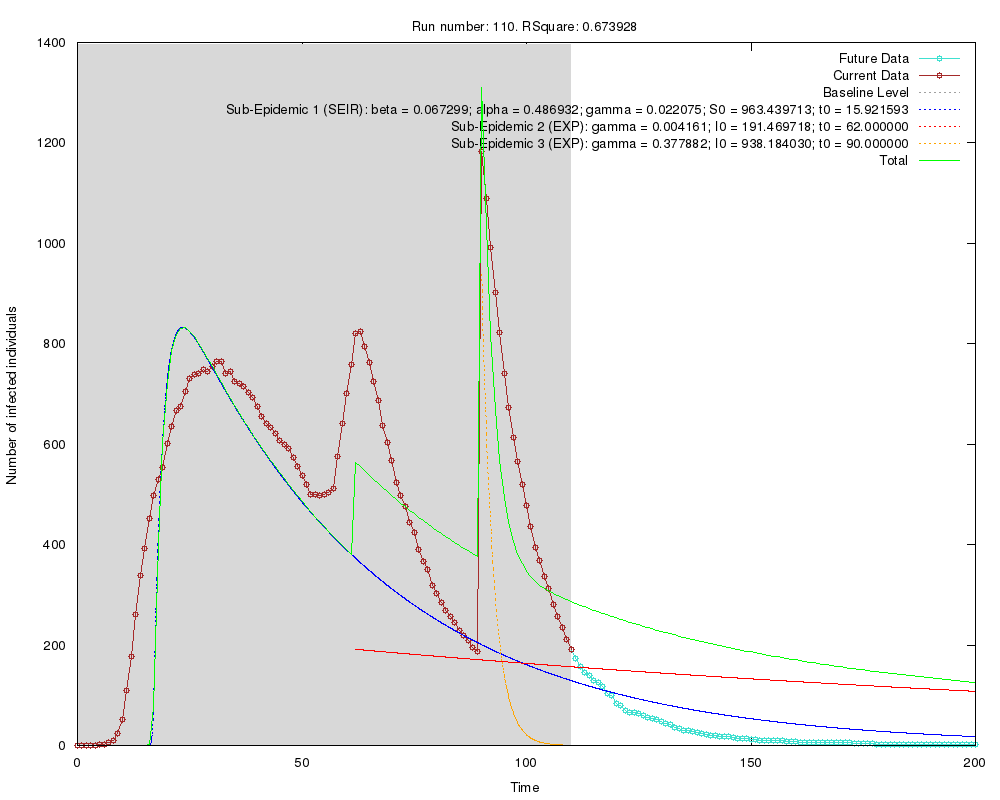 Run number: 110. RSquare: 0.673928
1400
1200
1000
800
600
400
200
0
Number of infected individuals
Future Data
Current Data
Baseline Level
Sub-Epidemic 1 (SEIR): beta = 0.067299; alpha = 0.486932; gamma = 0.022075; S0 = 963.439713; t0 = 15.921593
Sub-Epidemic 2 (EXP): gamma = 0.004161; I0 = 191.469718; t0 = 62.000000
Sub-Epidemic 3 (EXP): gamma = 0.377882; I0 = 938.184030; t0 = 90.000000
Total
0 50 100 150 200
Time